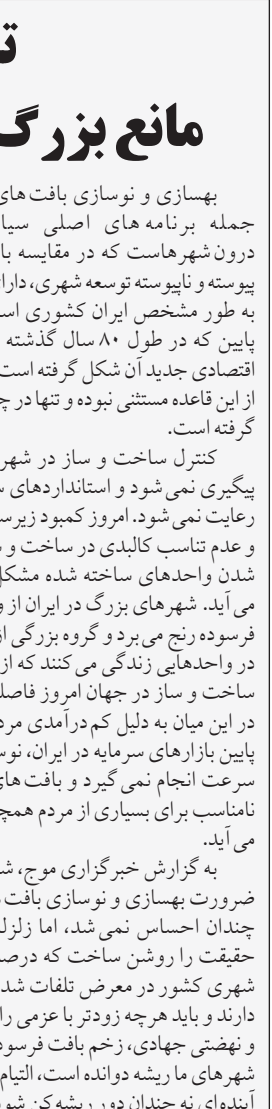 مانع بزرگ
بهسازی و نوسازی بافت‌های
جمله برنامه های اصلی سیا
درون شهرهاست که در مقایسه با
پیوسته و ناپیوسته توسعه شهری، دارا
به طور مشخص ایران کشوری اس
پایین که در طول ۸۰ سال گذشته
اقتصادی جدید آن شکل گرفته است
از این قاعده مستثنی نبوده و تنها در چ
گرفته است.
کنترل ساخت و ساز در شهر
پیگیری نمی‌شود و استانداردهای س
رعایت نمی‌شود. امروز کمبود زیرس
و عدم تناسب کالبدی در ساخت و س
شدن واحدهای ساخته شده مشکل
می‌آید. شهرهای بزرگ در ایران از و
فرسوده رنج می‌برد و گروه بزرگی از
در واحدهایی زندگی می‌کنند که از
ساخت و ساز در جهان امروز فاصل
در این میان به دلیل کم درآمدی مرد
پایین بازارهای سرمایه در ایران، نوس
سرعت انجام نمی‌گیرد و بافت‌های
نامناسب برای بسیاری از مردم همچ
می‌آید.
به گزارش خبرگزاری موج، ش
ضرورت بهسازی و نوسازی بافت
چندان احساس نمی‌شد، اما زلزل
حقیقت را روشن ساخت که درص
شهری کشور در معرض تلفات شد
دارند و باید هرچه زودتر با عزمی را
و نهضتی جهادی، زخم بافت فرسود
شهرهای ما ریشه دوانده است، التیام
آینده‌ای نه چندان دور ریشه‌کن شو